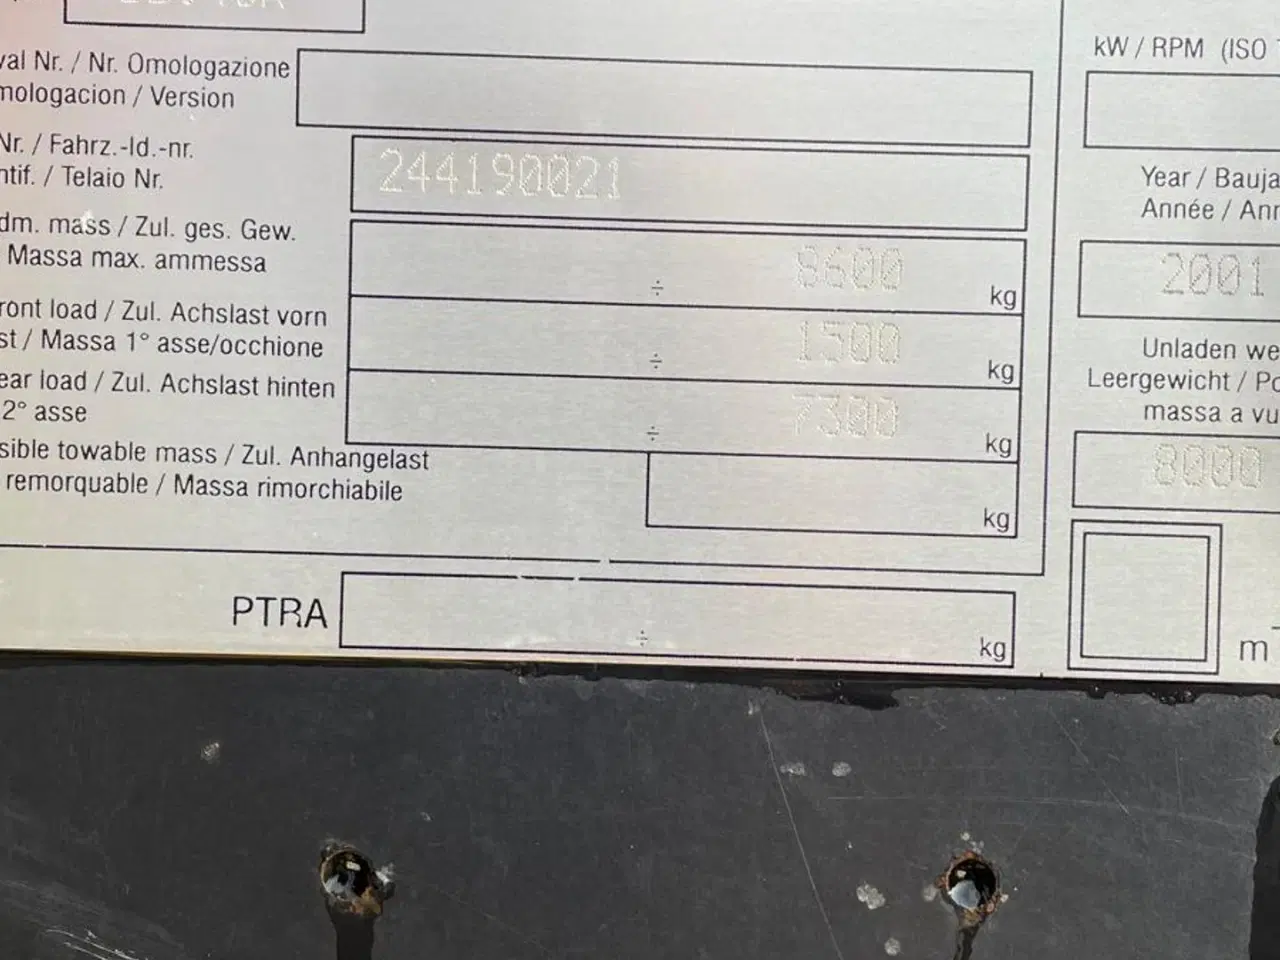 val Nr. / Nr. Omologazione
mologacion / Version
Nr. / Fahrz.-Id.-nr.
ntif. / Telaio Nr.
244190021
dm. mass / Zul. ges. Gew.
Massa max. ammessa
÷ 8600 kg
ront load / Zul. Achslast vorn
st / Massa 1° asse/occhione
÷ 1500 kg
ear load / Zul. Achslast hinten
2° asse
÷ 7300 kg
sible towable mass / Zul. Anhangelast
remorquable / Massa rimorchiabile
kg
PTRA ÷ kg
kW / RPM (ISO
Year / Bauja
Année / Ann
2001
Unladen we
Leergewicht / Po
massa a vu
8000
m